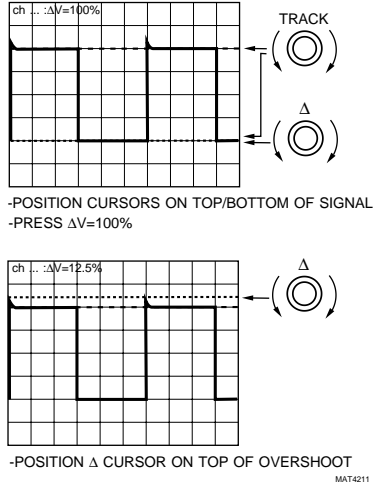 ch ... :ΔV=100%
TRACK
Δ
-POSITION CURSORS ON TOP/BOTTOM OF SIGNAL
-PRESS ΔV=100%
ch ... :ΔV=12.5%
Δ
-POSITION Δ CURSOR ON TOP OF OVERSHOOT
MAT4211